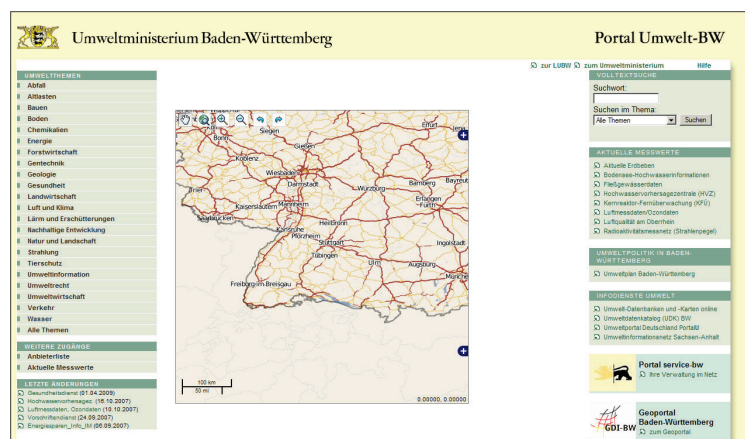 Umweltministerium Baden-Württemberg
Portal Umwelt-BW
zur LUBW zum Umweltministerium Hilfe
UMWELTTHEMEN
Abfall
Altlasten
Bauen
Boden
Chemikalien
Energie
Forstwirtschaft
Gentechnik
Geologie
Gesundheit
Landwirtschaft
Luft und Klima
Lärm und Erschütterungen
Nachhaltige Entwicklung
Natur und Landschaft
Strahlung
Tierschutz
Umweltinformation
Umweltrecht
Umweltwirtschaft
Verkehr
Wasser
Alle Themen
WEITERE ZUGÄNGE
Anbieterliste
Aktuelle Messwerte
LETZTE ÄNDERUNGEN
Gesundheitsdienst (01.04.2009)
Hochwasservorhersagez. (16.10.2007)
Luftmessdaten, Ozondaten (10.10.2007)
Vorschriftendienst (24.09.2007)
Energiesparen_Info_IM (06.09.2007)
Bonn
Siegen
Gießen
Erfurt
Jena
Koblenz
Wiesbaden
Darmstadt
Würzburg
Bamberg
Bayreut
Trier
Erlangen
Fürth
Kaiserslautern
Mannheim
Saarbrücken
Heilbronn
Karlsruhe
Pforzheim
Stuttgart
Ingolstadt
Tübingen
Ulm
Augsburg
Münche
Freiburg-im-Breisgau
100 km
50 mi
0.00000, 0.00000
VOLLTEXTSUCHE
Suchwort:
Suchen im Thema:
Alle Themen Suchen
AKTUELLE MESSWERTE
Aktuelle Erdbeben
Bodensee-Hochwasserinformationen
Fließgewässerdaten
Hochwasservorhersagezentrale (HVZ)
Kernreaktor-Fernüberwachung (KFÜ)
Luftmessdaten/Ozondaten
Luftqualität am Oberrhein
Radioaktivitätsmessnetz (Strahlenpegel)
UMWELTPOLITIK IN BADEN-
WÜRTTEMBERG
Umweltplan Baden-Württemberg
INFODIENSTE UMWELT
Umwelt-Datenbanken und -Karten online
Umweltdatenkatalog (UDK) BW
Umweltportal Deutschland PortalU
Umweltinformationsnetz Sachsen-Anhalt
Portal service-bw
Ihre Verwaltung im Netz
GDI-BW
Geoportal
Baden-Württemberg
zum Geoportal